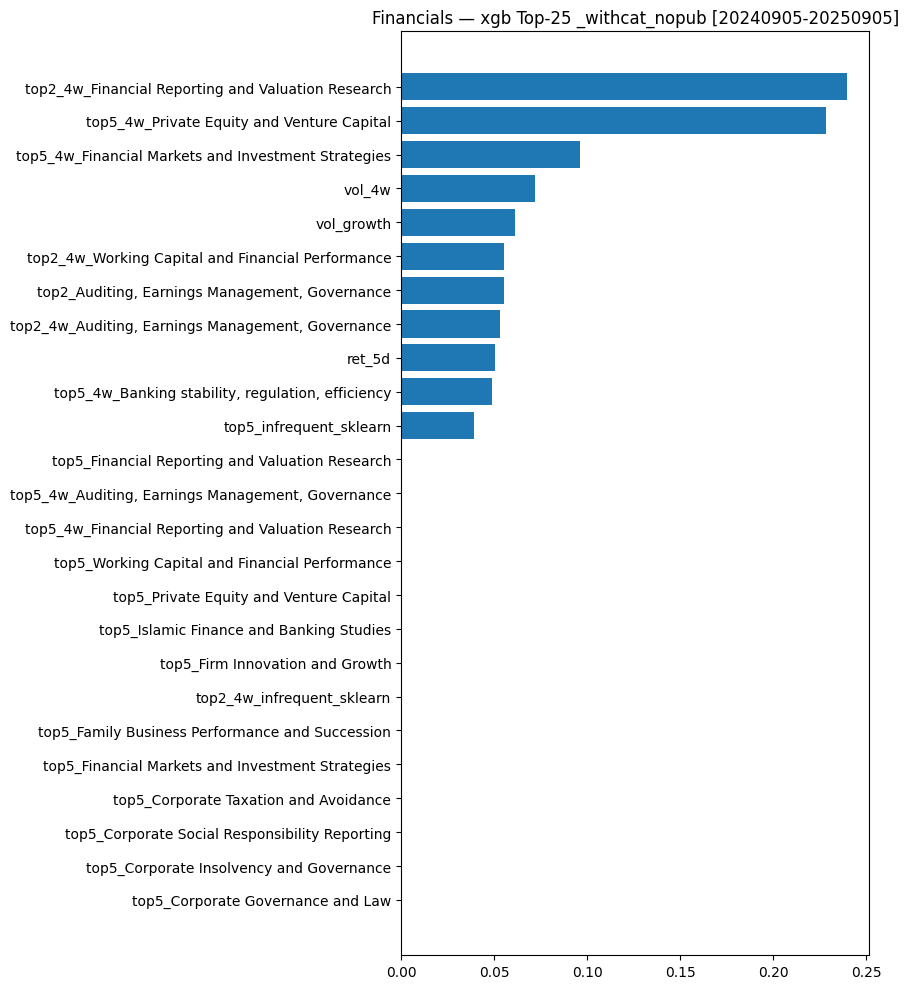 Financials — xgb Top-25 _withcat_nopub [20240905-20250905]
top2_4w_Financial Reporting and Valuation Research
top5_4w_Private Equity and Venture Capital
top5_4w_Financial Markets and Investment Strategies
vol_4w
vol_growth
top2_4w_Working Capital and Financial Performance
top2_Auditing, Earnings Management, Governance
top2_4w_Auditing, Earnings Management, Governance
ret_5d
top5_4w_Banking stability, regulation, efficiency
top5_infrequent_sklearn
top5_Financial Reporting and Valuation Research
top5_4w_Auditing, Earnings Management, Governance
top5_4w_Financial Reporting and Valuation Research
top5_Working Capital and Financial Performance
top5_Private Equity and Venture Capital
top5_Islamic Finance and Banking Studies
top5_Firm Innovation and Growth
top2_4w_infrequent_sklearn
top5_Family Business Performance and Succession
top5_Financial Markets and Investment Strategies
top5_Corporate Taxation and Avoidance
top5_Corporate Social Responsibility Reporting
top5_Corporate Insolvency and Governance
top5_Corporate Governance and Law
0.00 0.05 0.10 0.15 0.20 0.25